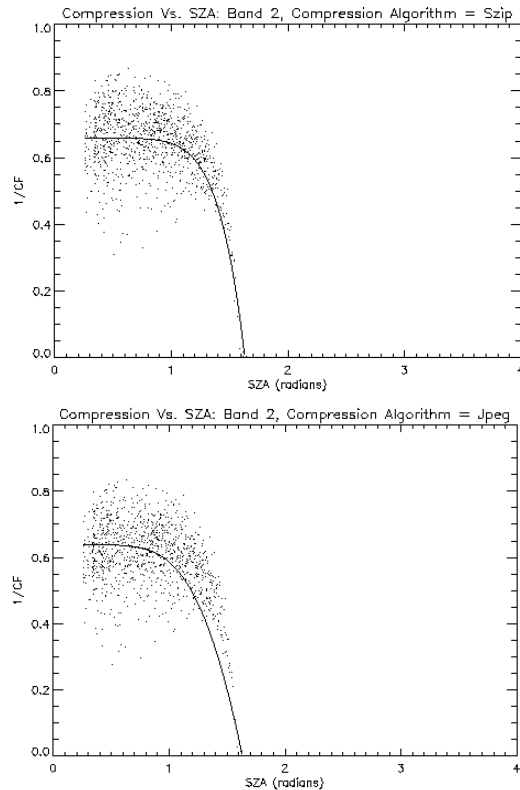 Compression Vs. SZA: Band 2, Compression Algorithm = Szip
1.0
0.8
0.6
0.4
0.2
0.0
1/CF
0 1 2 3 4
SZA (radians)
Compression Vs. SZA: Band 2, Compression Algorithm = Jpeg
1.0
0.8
0.6
0.4
0.2
0.0
1/CF
0 1 2 3 4
SZA (radians)